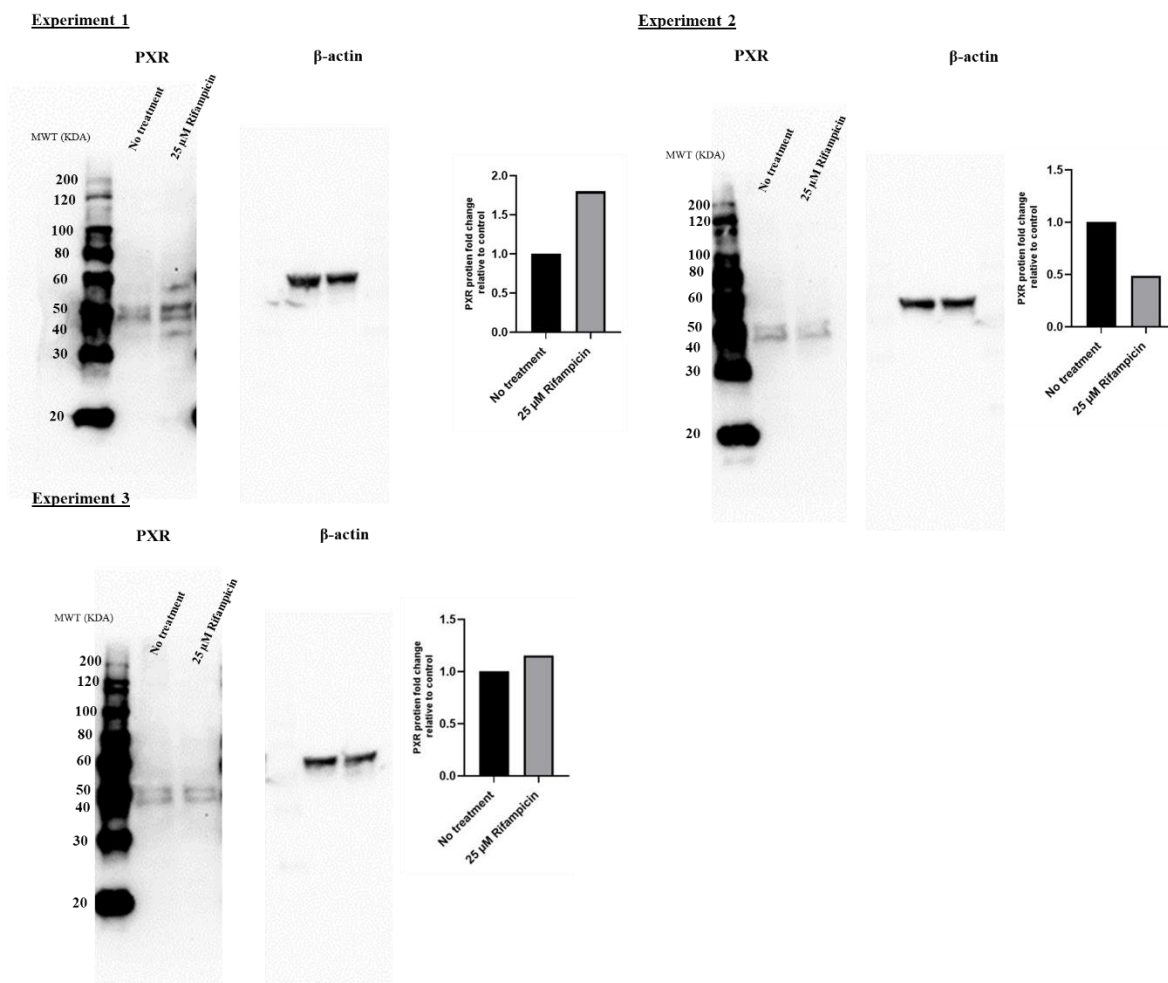 Experiment 1
PXR
β-actin
MWT (KDA)
No treatment
25 µM Rifampicin
200
120
100
80
60
50
40
30
20
PXR protien fold change
relative to control
2.0
1.5
1.0
0.5
0.0
No treatment
25 µM Rifampicin
Experiment 2
PXR
β-actin
MWT (KDA)
No treatment
25 µM Rifampicin
200
120
100
80
60
50
40
30
20
PXR protien fold change
relative to control
1.5
1.0
0.5
0.0
No treatment
25 µM Rifampicin
Experiment 3
PXR
β-actin
MWT (KDA)
No treatment
25 µM Rifampicin
200
120
100
80
60
50
40
30
20
PXR protien fold change
relative to control
1.5
1.0
0.5
0.0
No treatment
25 µM Rifampicin